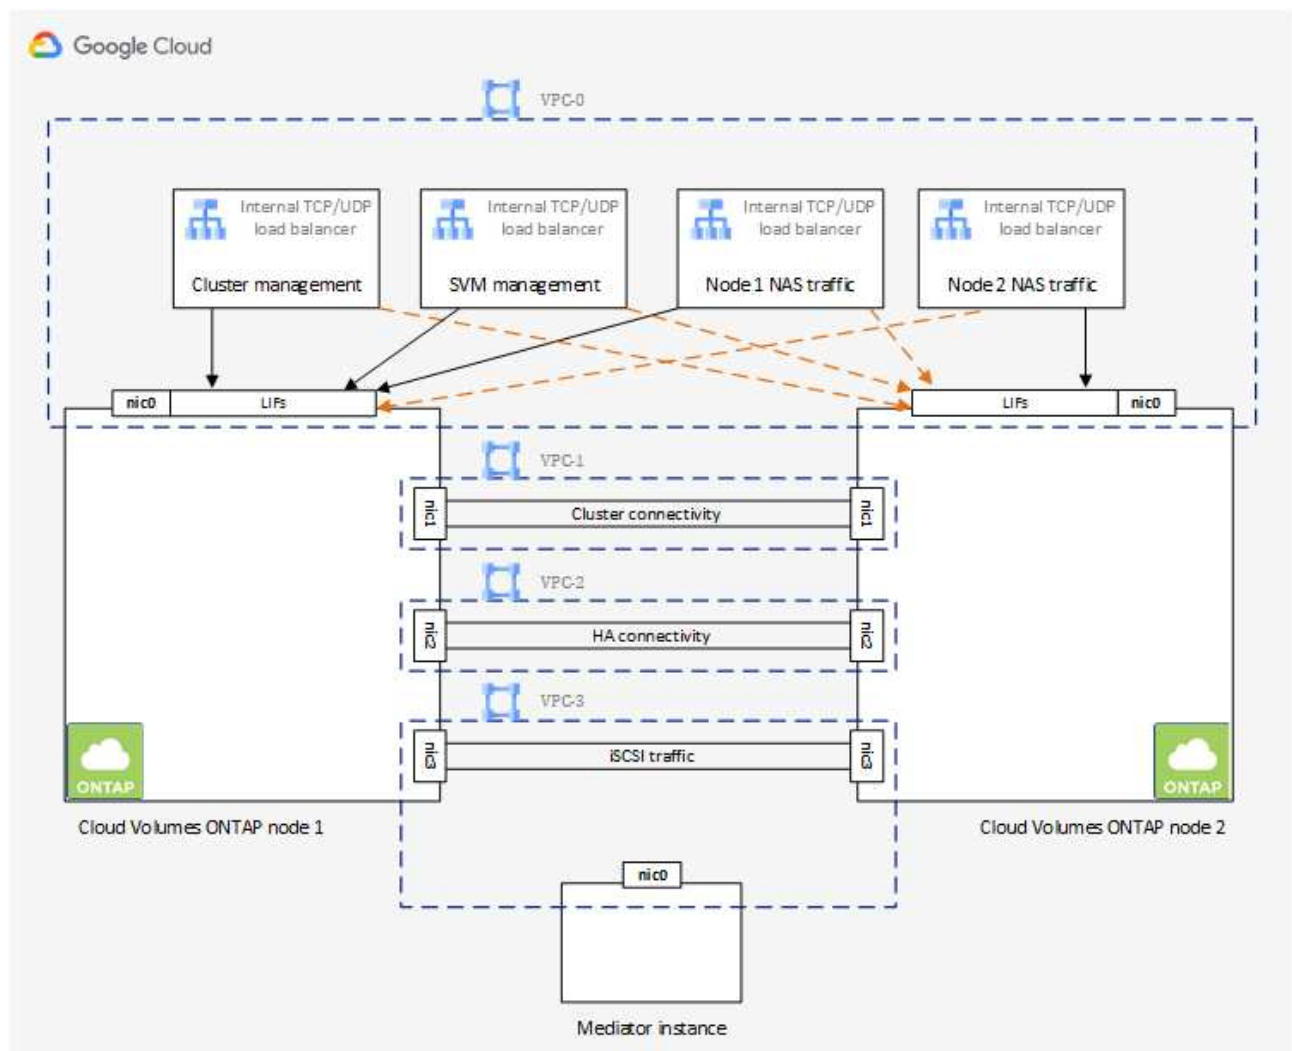 Google Cloud
VPC-0
Internal TCP/UDP
load balancer
Cluster management
Internal TCP/UDP
load balancer
SVM management
Internal TCP/UDP
load balancer
Node 1 NAS traffic
Internal TCP/UDP
load balancer
Node 2 NAS traffic
nic0
LIFs
LIFs
nic0
VPC-1
nic1
Cluster connectivity
nic1
VPC-2
nic2
HA connectivity
nic2
VPC-3
nic3
iSCSI traffic
nic3
ONTAP
ONTAP
Cloud Volumes ONTAP node 1
Cloud Volumes ONTAP node 2
nic0
Mediator instance